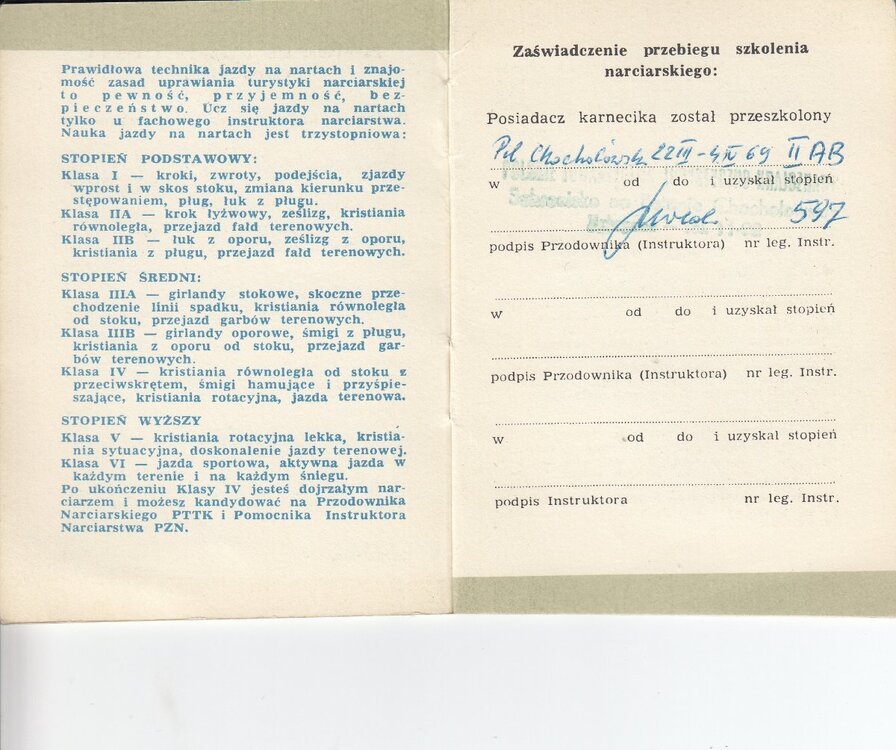 Prawidłowa technika jazdy na nartach i znajo-
mość zasad uprawiania turystyki narciarskiej
to pewność, przyjemność, bez-
pieczeństwo. Ucz się jazdy na nartach
tylko u fachowego instruktora narciarstwa.
Nauka jazdy na nartach jest trzystopniowa:
STOPIEŃ PODSTAWOWY:
Klasa I — kroki, zwroty, podejścia, zjazdy
wprost i w skos stoku, zmiana kierunku prze-
stępowaniem, pług, łuk z pługu.
Klasa IIA — krok łyżwowy, ześlizg, kristiania
równoległa, przejazd fałd terenowych.
Klasa IIB — łuk z oporu, ześlizg z oporu,
kristiania z pługu, przejazd fałd terenowych.
STOPIEŃ ŚREDNI:
Klasa IIIA — girlandy stokowe, skoczne prze-
chodzenie linii spadku, kristiania równoległa
od stoku, przejazd garbów terenowych.
Klasa IIIB — girlandy oporowe, śmigi z pługu,
kristiania z oporu od stoku, przejazd gar-
bów terenowych.
Klasa IV — kristiania równoległa od stoku z
przeciwskrętem, śmigi hamujące i przyśpie-
szające, kristiania rotacyjna, jazda terenowa.
STOPIEŃ WYŻSZY
Klasa V — kristiania rotacyjna lekka, kristia-
nia sytuacyjna, doskonalenie jazdy terenowej.
Klasa VI — jazda sportowa, aktywna jazda w
każdym terenie i na każdym śniegu.
Po ukończeniu Klasy IV jesteś dojrzałym nar-
ciarzem i możesz kandydować na Przodownika
Narciarskiego PTTK i Pomocnika Instruktora
Narciarstwa PZN.
Zaświadczenie przebiegu szkolenia
narciarskiego:
Posiadacz karnecika został przeszkolony
Pol Chochołowska 22 III - 4 IV 69 II AB
w od do i uzyskał stopień
597
podpis Przodownika (Instruktora) nr leg. Instr.
w od do i uzyskał stopień
podpis Przodownika (Instruktora) nr leg. Instr.
w od do i uzyskał stopień
podpis Instruktora nr leg. Instr.